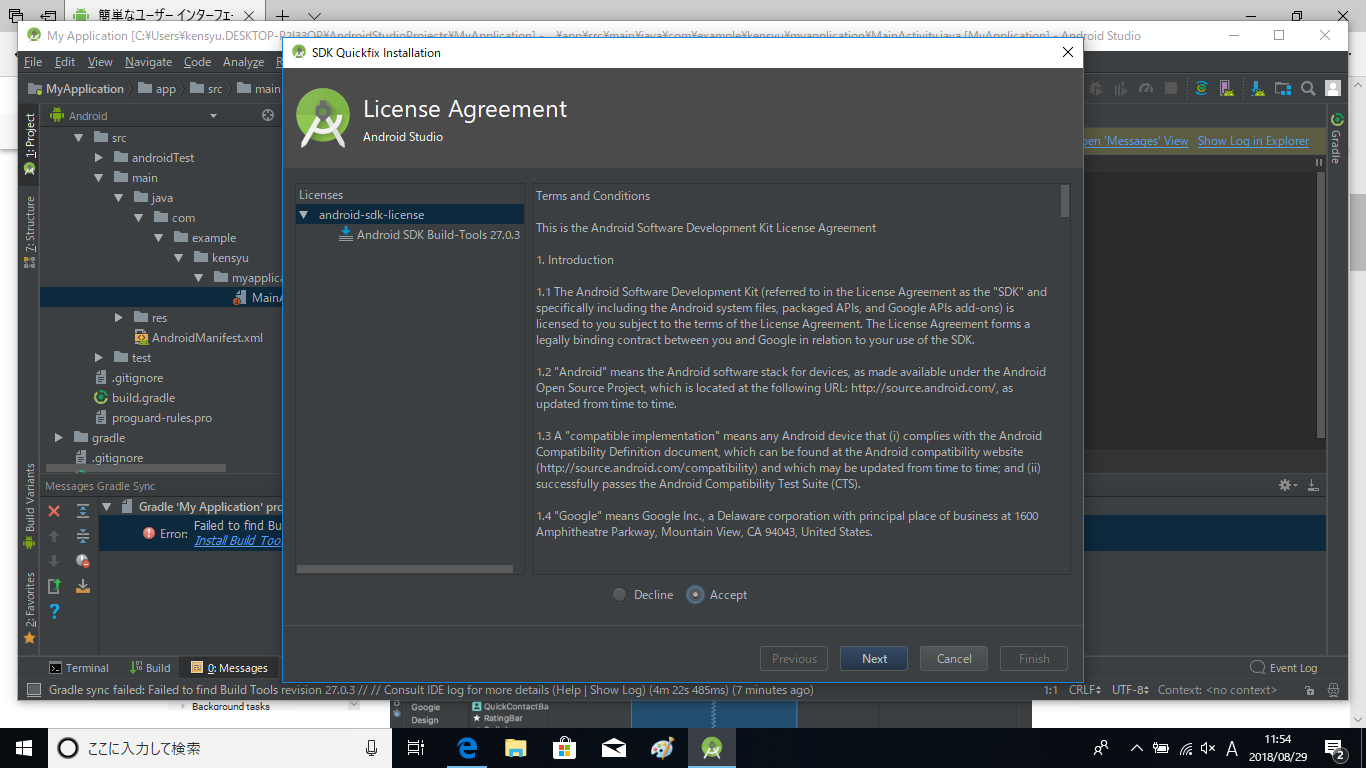 簡単なユーザー インターフェー
My Application [C:¥Users¥kensyu.DESKTOP-P2I33QP¥AndroidStudioProjects¥MyApplication] - ...¥app¥src¥main¥java¥com¥example¥kensyu¥myapplication¥MainActivity.java [MyApplication] - Android Studio
File Edit View Navigate Code Analyze
SDK Quickfix Installation
MyApplication app src main
License Agreement
Android Studio
Android
1: Project
7: Structure
Build Variants
2: Favorites
Gradle
src
androidTest
main
java
com
example
kensyu
myapplica
MainA
res
AndroidManifest.xml
test
.gitignore
build.gradle
proguard-rules.pro
gradle
.gitignore
pen 'Messages' View Show Log in Explorer
Licenses
android-sdk-license
Android SDK Build-Tools 27.0.3
Terms and Conditions
This is the Android Software Development Kit License Agreement
1. Introduction
1.1 The Android Software Development Kit (referred to in the License Agreement as the "SDK" and
specifically including the Android system files, packaged APIs, and Google APIs add-ons) is
licensed to you subject to the terms of the License Agreement. The License Agreement forms a
legally binding contract between you and Google in relation to your use of the SDK.
1.2 "Android" means the Android software stack for devices, as made available under the Android
Open Source Project, which is located at the following URL: http://source.android.com/, as
updated from time to time.
1.3 A "compatible implementation" means any Android device that (i) complies with the Android
Compatibility Definition document, which can be found at the Android compatibility website
(http://source.android.com/compatibility) and which may be updated from time to time; and (ii)
successfully passes the Android Compatibility Test Suite (CTS).
1.4 "Google" means Google Inc., a Delaware corporation with principal place of business at 1600
Amphitheatre Parkway, Mountain View, CA 94043, United States.
Decline Accept
Previous Next Cancel Finish
Messages Gradle Sync
Gradle 'My Application' pro
Error: Failed to find Bu
Install Build Too
Terminal Build 0: Messages Event Log
Gradle sync failed: Failed to find Build Tools revision 27.0.3 // // Consult IDE log for more details (Help | Show Log) (4m 22s 485ms) (7 minutes ago) 1:1 CRLF UTF-8 Context: <no context>
Background tasks
Google
Design
QuickContactBa
RatingBar
ここに入力して検索
A
11:54
2018/08/29
2